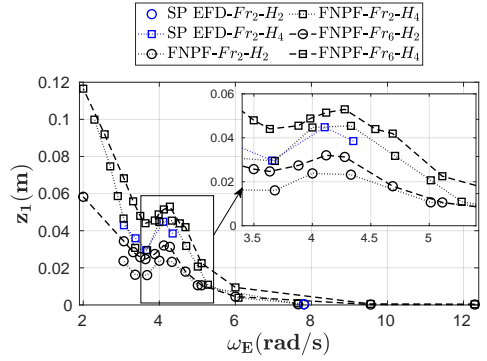 SP EFD-Fr₂-H₂ FNPF-Fr₂-H₄
SP EFD-Fr₂-H₄ FNPF-Fr₆-H₂
FNPF-Fr₂-H₂ FNPF-Fr₆-H₄
0.12
0.1
0.08
0.06
0.04
0.02
0
z₁(m)
0.06
0.04
0.02
0
3.5 4 4.5 5
2 4 6 8 10 12
ω_E(rad/s)